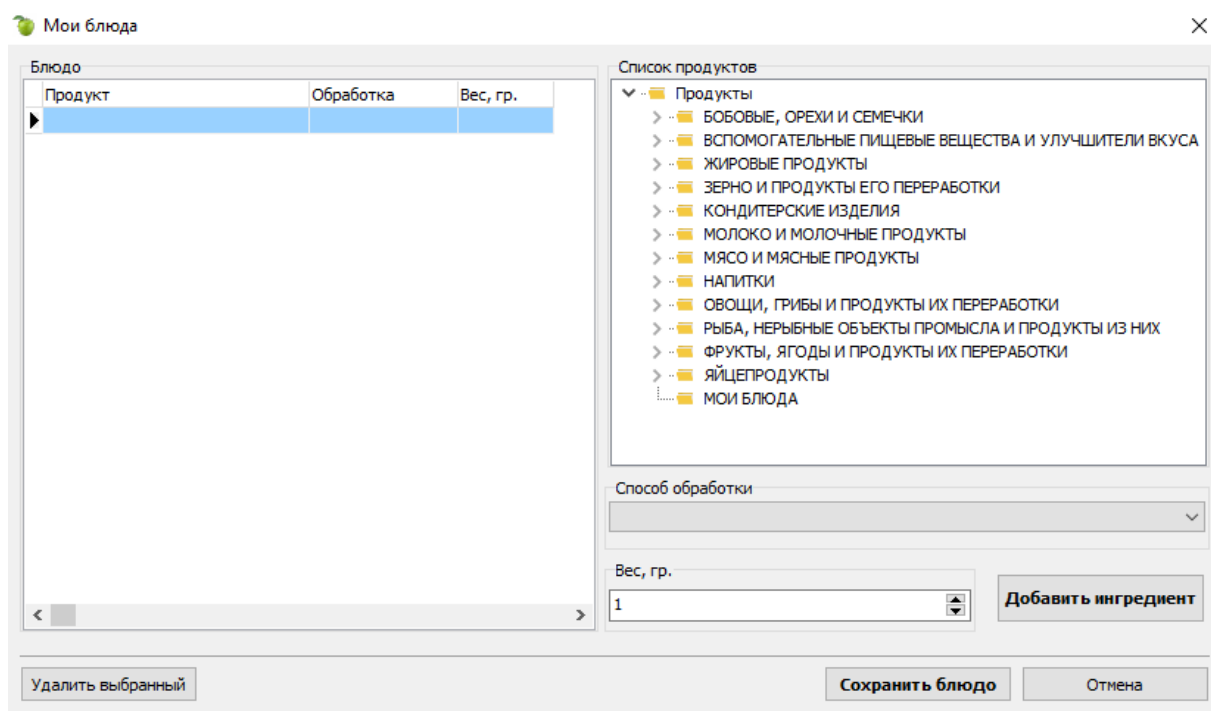 Мои блюда
Блюдо
Продукт Обработка Вес, гр.
Список продуктов
Продукты
БОБОВЫЕ, ОРЕХИ И СЕМЕЧКИ
ВСПОМОГАТЕЛЬНЫЕ ПИЩЕВЫЕ ВЕЩЕСТВА И УЛУЧШИТЕЛИ ВКУСА
ЖИРОВЫЕ ПРОДУКТЫ
ЗЕРНО И ПРОДУКТЫ ЕГО ПЕРЕРАБОТКИ
КОНДИТЕРСКИЕ ИЗДЕЛИЯ
МОЛОКО И МОЛОЧНЫЕ ПРОДУКТЫ
МЯСО И МЯСНЫЕ ПРОДУКТЫ
НАПИТКИ
ОВОЩИ, ГРИБЫ И ПРОДУКТЫ ИХ ПЕРЕРАБОТКИ
РЫБА, НЕРЫБНЫЕ ОБЪЕКТЫ ПРОМЫСЛА И ПРОДУКТЫ ИЗ НИХ
ФРУКТЫ, ЯГОДЫ И ПРОДУКТЫ ИХ ПЕРЕРАБОТКИ
ЯЙЦЕПРОДУКТЫ
МОИ БЛЮДА
Способ обработки
Вес, гр.
1
Добавить ингредиент
Удалить выбранный
Сохранить блюдо
Отмена